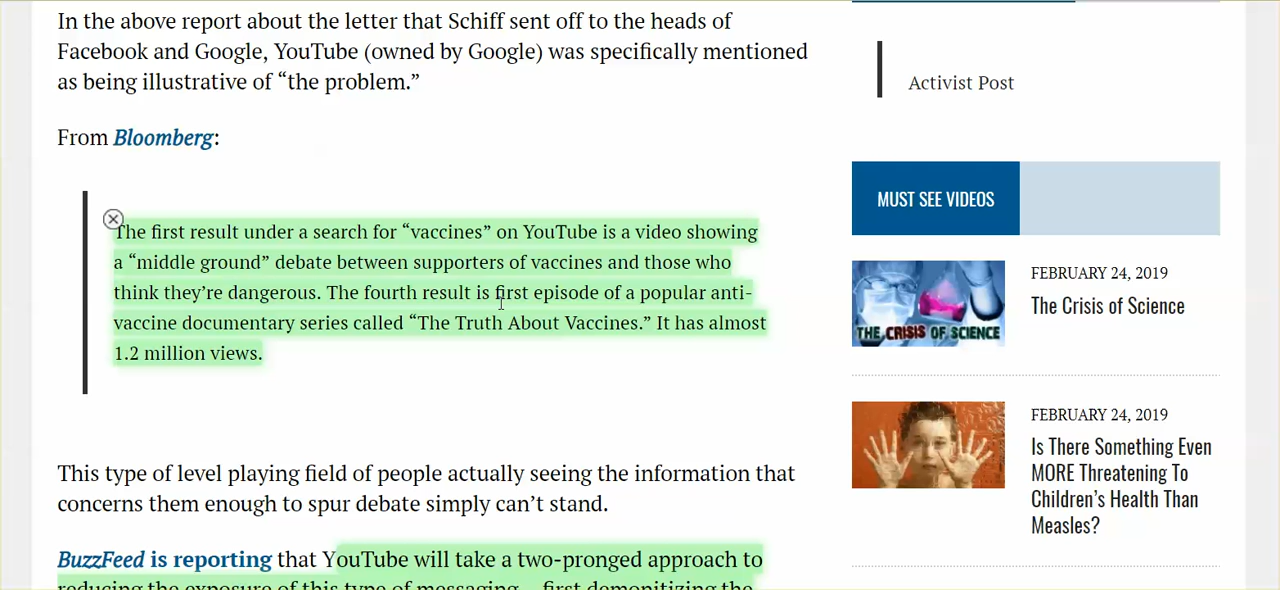 In the above report about the letter that Schiff sent off to the heads of
Facebook and Google, YouTube (owned by Google) was specifically mentioned
as being illustrative of “the problem.”
From Bloomberg:
The first result under a search for “vaccines” on YouTube is a video showing
a “middle ground” debate between supporters of vaccines and those who
think they’re dangerous. The fourth result is first episode of a popular anti-
vaccine documentary series called “The Truth About Vaccines.” It has almost
1.2 million views.
This type of level playing field of people actually seeing the information that
concerns them enough to spur debate simply can’t stand.
BuzzFeed is reporting that YouTube will take a two-pronged approach to
reducing the exposure of this type of messaging – first demonitizing the
Activist Post
MUST SEE VIDEOS
THE CRISIS OF SCIENCE
FEBRUARY 24, 2019
The Crisis of Science
FEBRUARY 24, 2019
Is There Something Even
MORE Threatening To
Children’s Health Than
Measles?